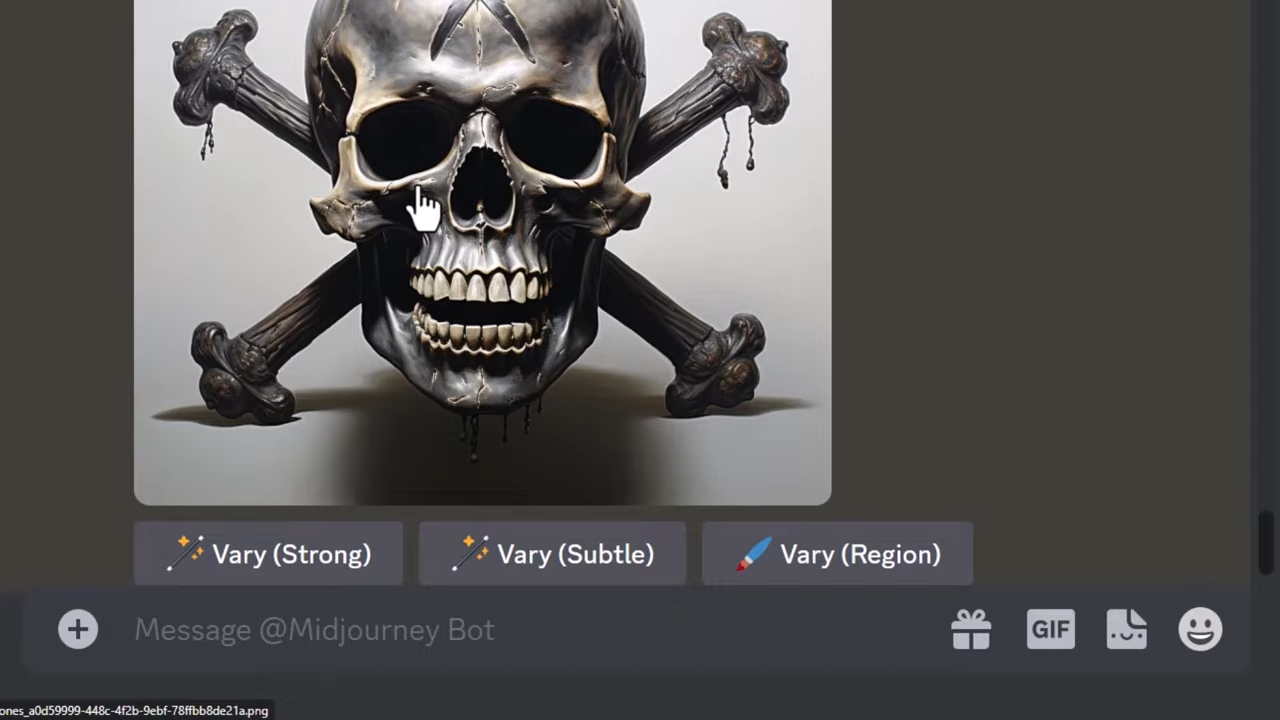 Vary (Strong)
Vary (Subtle)
Vary (Region)
Message @Midjourney Bot
GIF
ones_a0d59999-448c-4f2b-9ebf-78ffbb8de21a.png